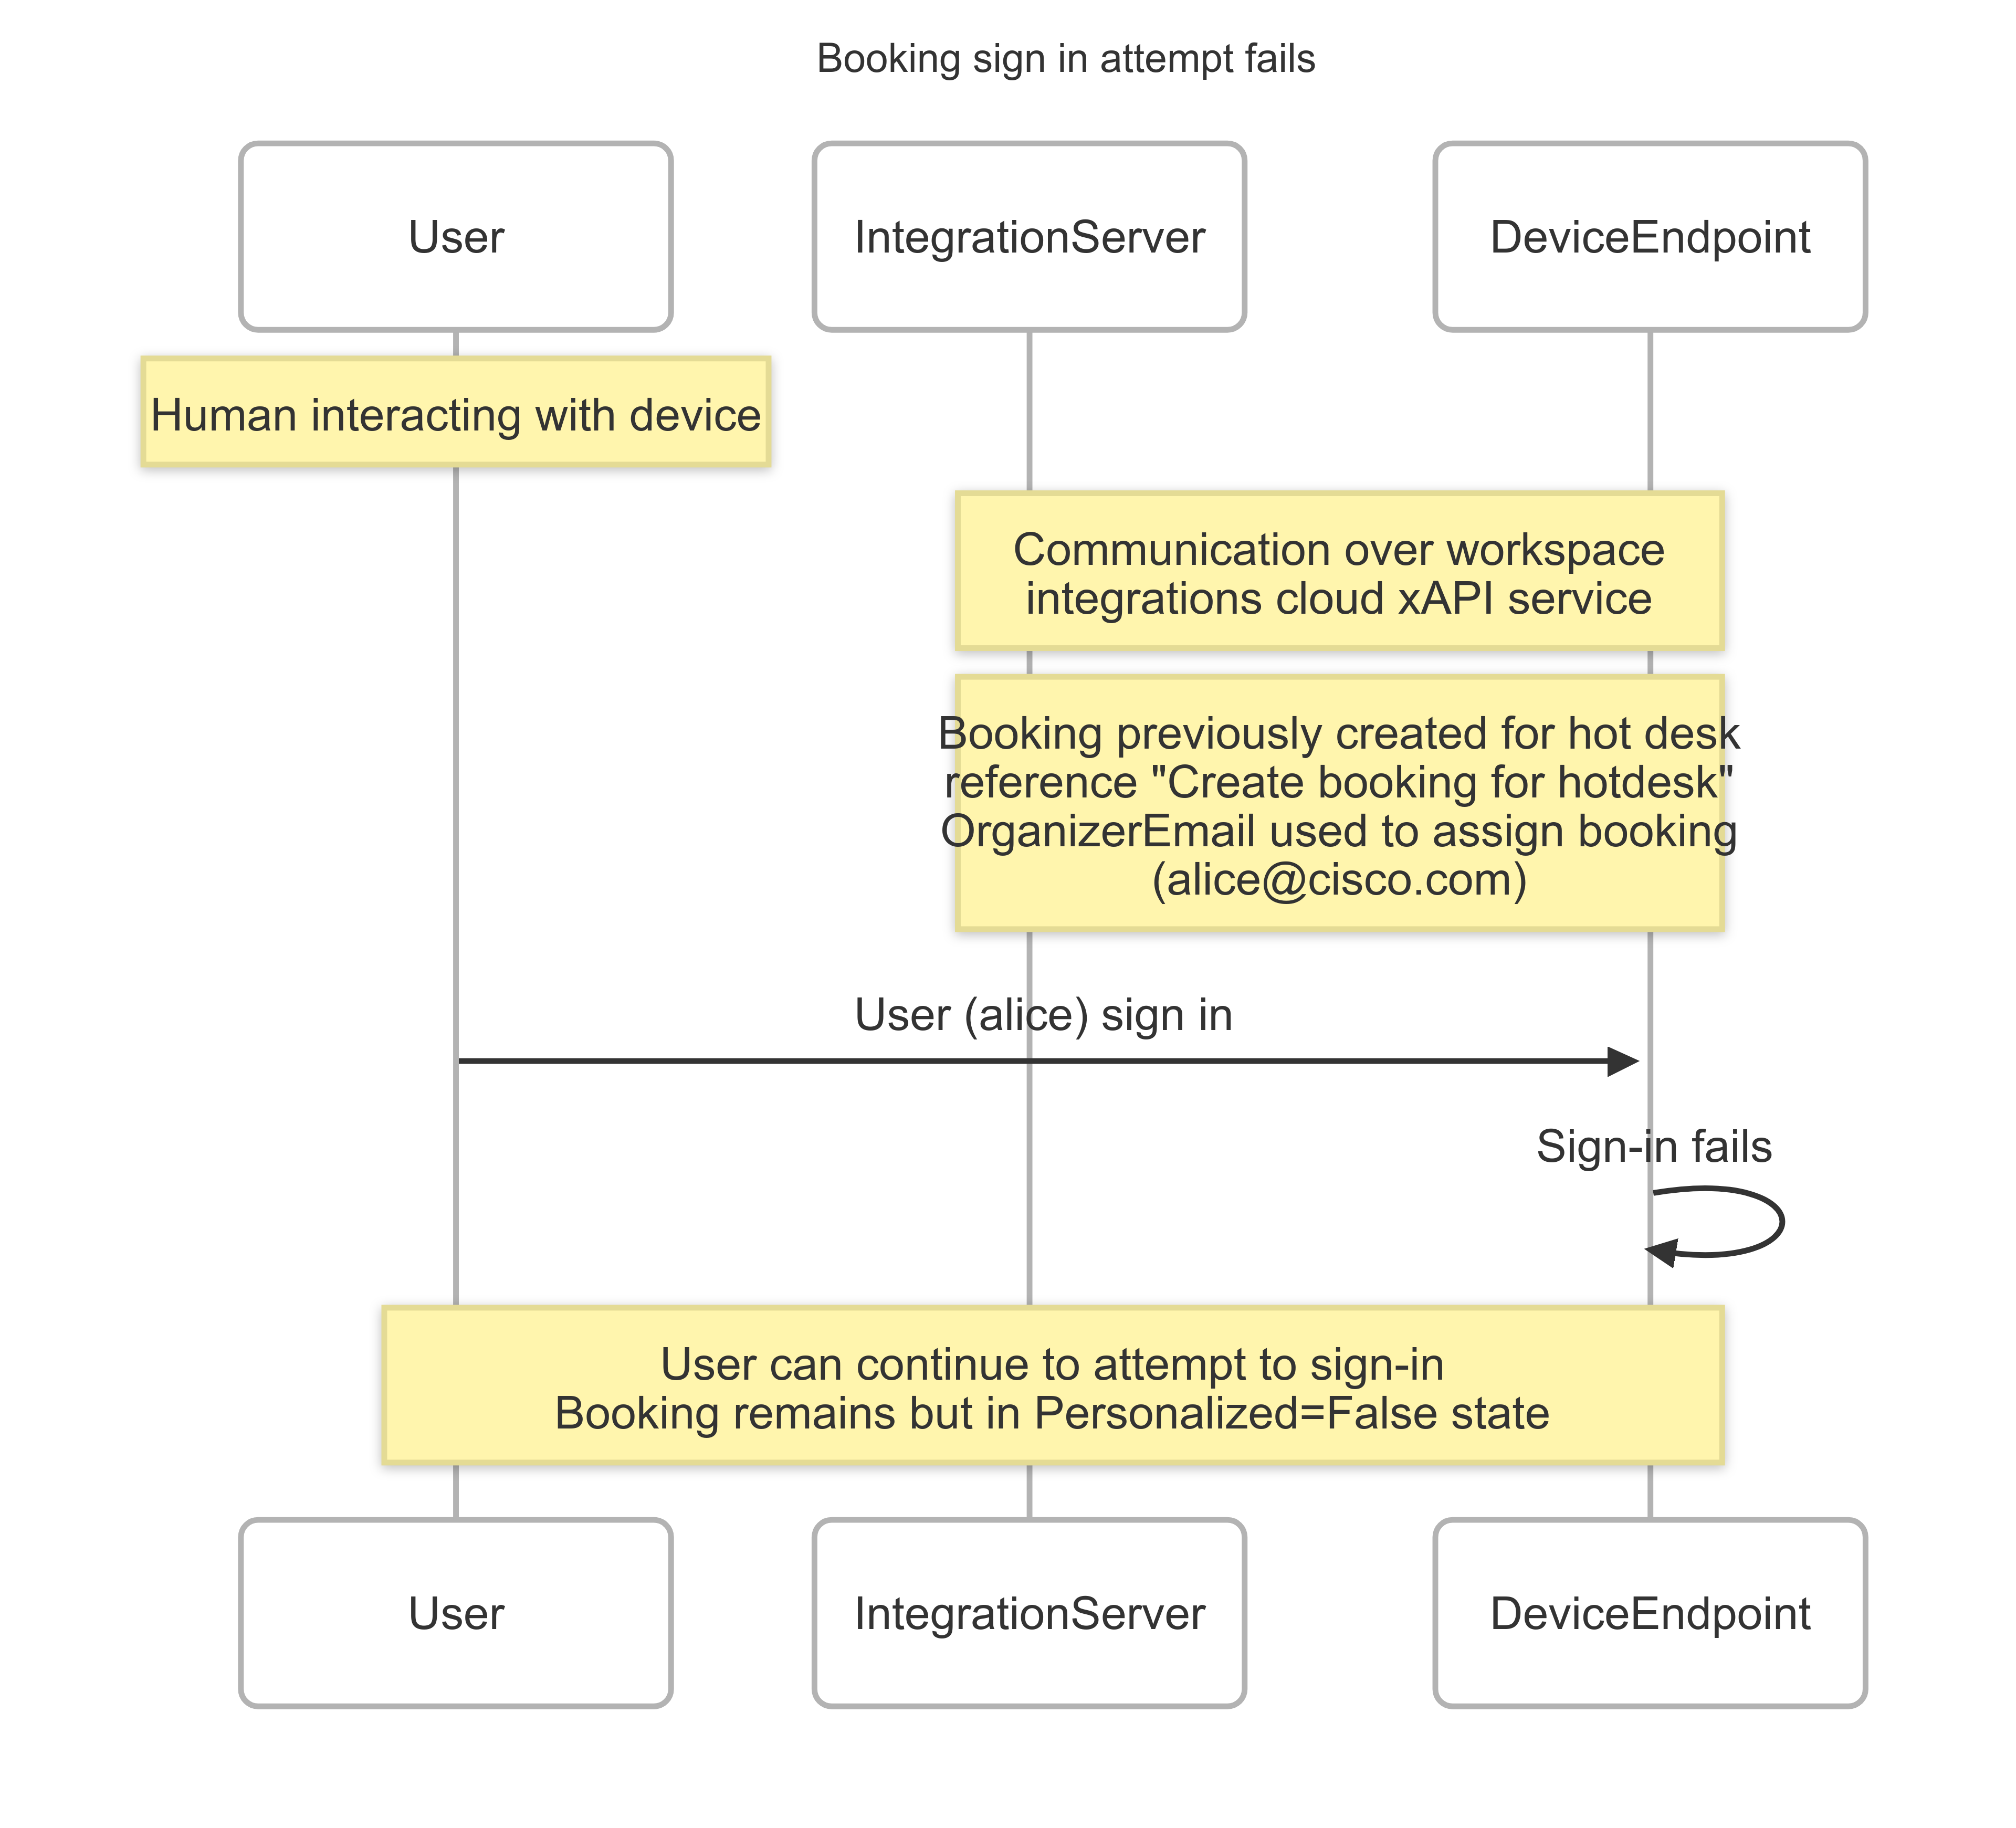 Booking sign in attempt fails
User
IntegrationServer
DeviceEndpoint
Human interacting with device
Communication over workspace
integrations cloud xAPI service
Booking previously created for hot desk
reference "Create booking for hotdesk"
OrganizerEmail used to assign booking
(alice@cisco.com)
User (alice) sign in
Sign-in fails
User can continue to attempt to sign-in
Booking remains but in Personalized=False state
User
IntegrationServer
DeviceEndpoint